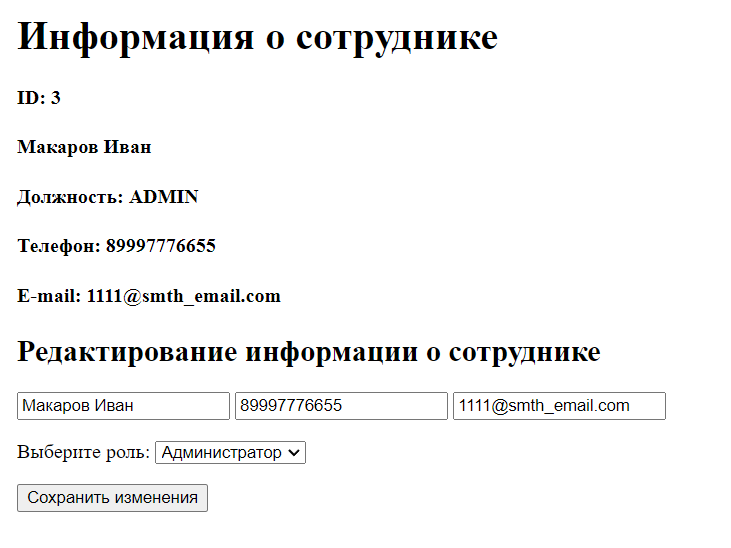 Информация о сотруднике
ID: 3
Макаров Иван
Должность: ADMIN
Телефон: 89997776655
E-mail: 1111@smth_email.com
Редактирование информации о сотруднике
Макаров Иван 89997776655 1111@smth_email.com
Выберите роль: Администратор
Сохранить изменения